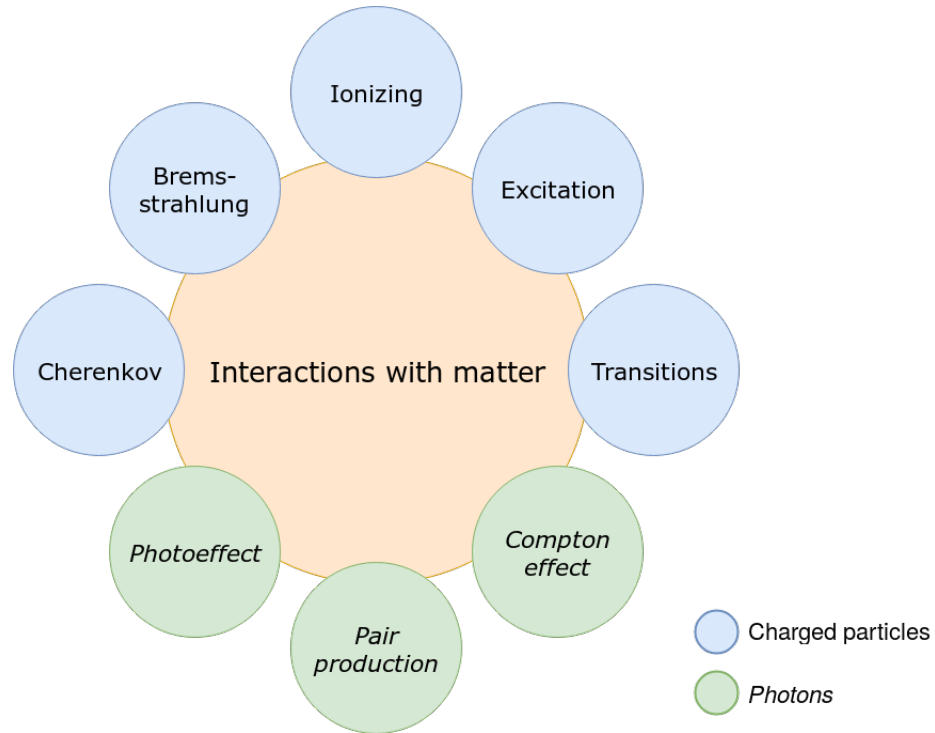 Ionizing
Brems-
strahlung
Excitation
Cherenkov
Interactions with matter
Transitions
Photoeffect
Compton
effect
Pair
production
Charged particles
Photons